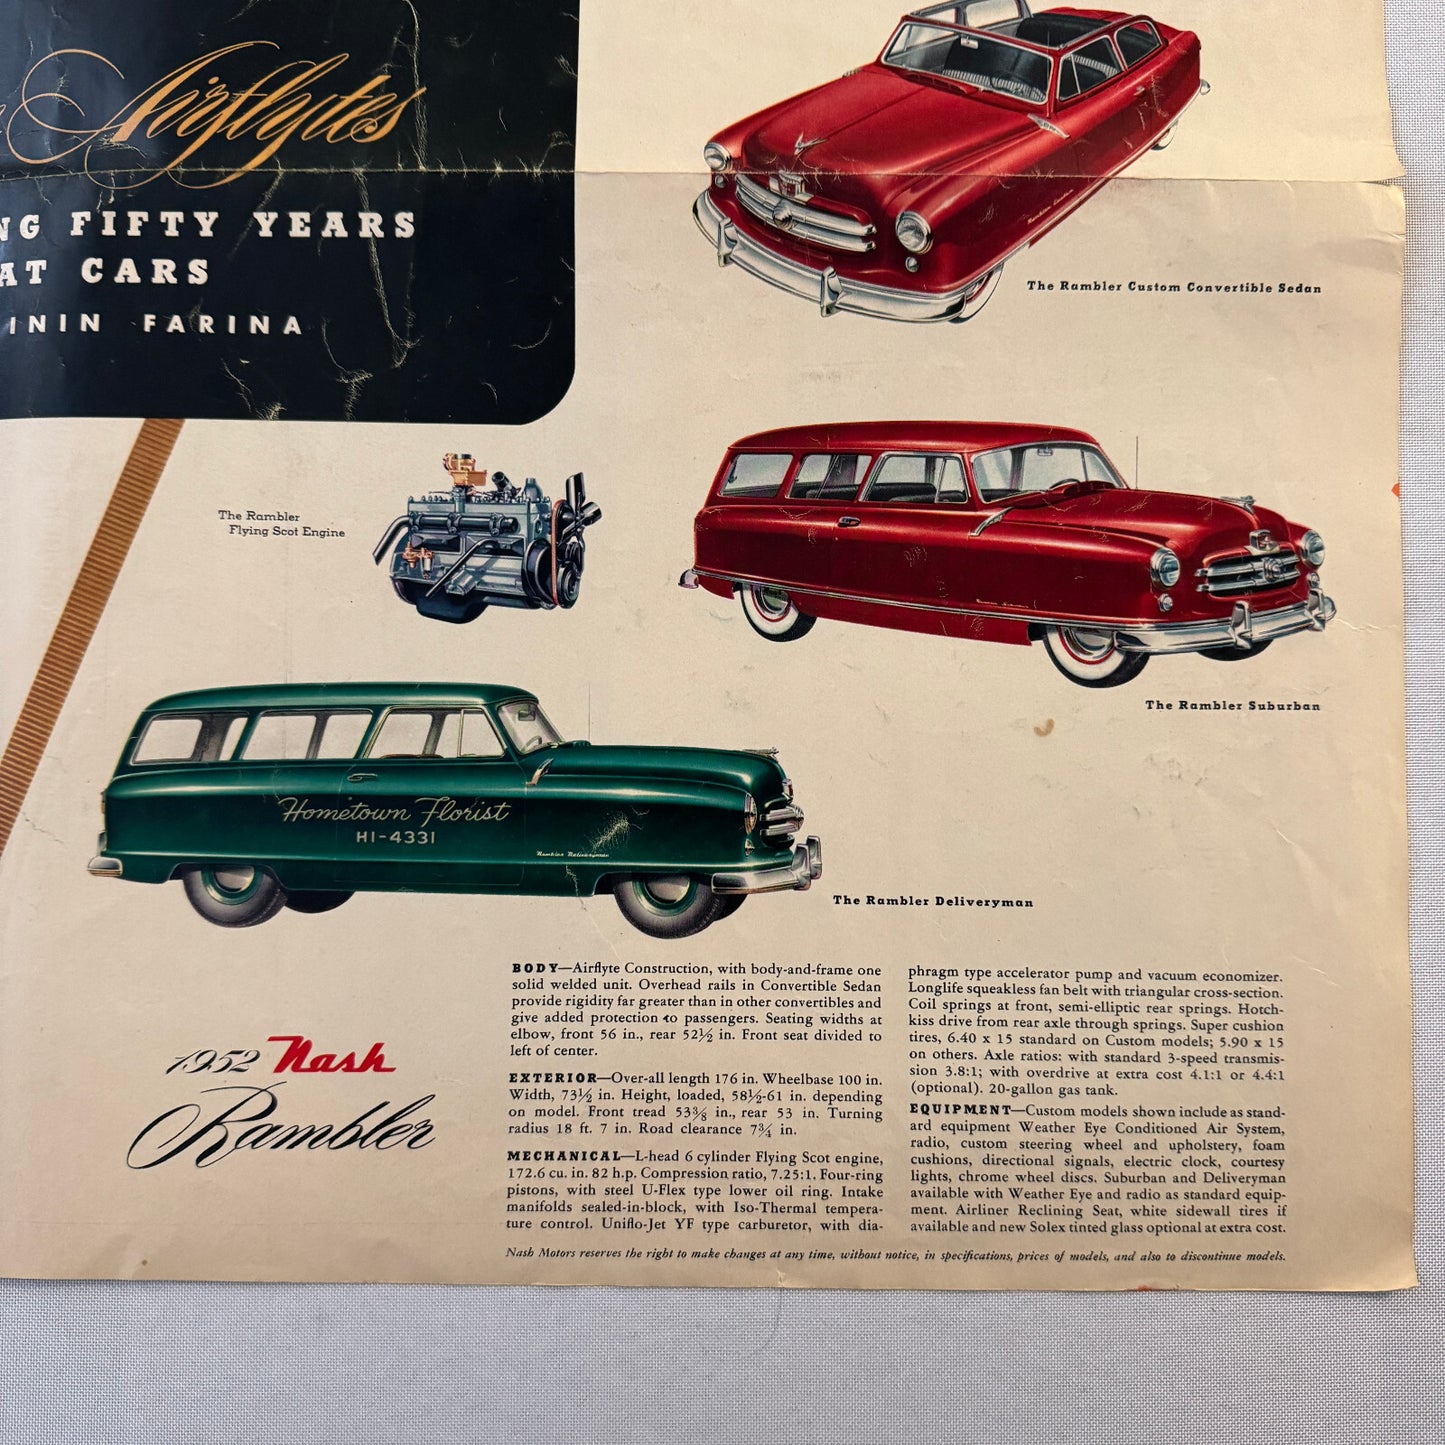 Airflytes
NG FIFTY YEARS
AT CARS
ININ FARINA
The Rambler Custom Convertible Sedan
The Rambler
Flying Scot Engine
The Rambler Suburban
Hometown Florist
HI-4331
Rambler Deliveryman
The Rambler Deliveryman
1952 Nash
Rambler
BODY—Airflyte Construction, with body-and-frame one
solid welded unit. Overhead rails in Convertible Sedan
provide rigidity far greater than in other convertibles and
give added protection to passengers. Seating widths at
elbow, front 56 in., rear 52½ in. Front seat divided to
left of center.
EXTERIOR—Over-all length 176 in. Wheelbase 100 in.
Width, 73½ in. Height, loaded, 58½-61 in. depending
on model. Front tread 53⅜ in., rear 53 in. Turning
radius 18 ft. 7 in. Road clearance 7¾ in.
MECHANICAL—L-head 6 cylinder Flying Scot engine,
172.6 cu. in. 82 h.p. Compression ratio, 7.25:1. Four-ring
pistons, with steel U-Flex type lower oil ring. Intake
manifolds sealed-in-block, with Iso-Thermal tempera-
ture control. Uniflo-Jet YF type carburetor, with dia-
phragm type accelerator pump and vacuum economizer.
Longlife squeakless fan belt with triangular cross-section.
Coil springs at front, semi-elliptic rear springs. Hotch-
kiss drive from rear axle through springs. Super cushion
tires, 6.40 x 15 standard on Custom models; 5.90 x 15
on others. Axle ratios: with standard 3-speed transmis-
sion 3.8:1; with overdrive at extra cost 4.1:1 or 4.4:1
(optional). 20-gallon gas tank.
EQUIPMENT—Custom models shown include as stand-
ard equipment Weather Eye Conditioned Air System,
radio, custom steering wheel and upholstery, foam
cushions, directional signals, electric clock, courtesy
lights, chrome wheel discs. Suburban and Deliveryman
available with Weather Eye and radio as standard equip-
ment. Airliner Reclining Seat, white sidewall tires if
available and new Solex tinted glass optional at extra cost.
Nash Motors reserves the right to make changes at any time, without notice, in specifications, prices of models, and also to discontinue models.